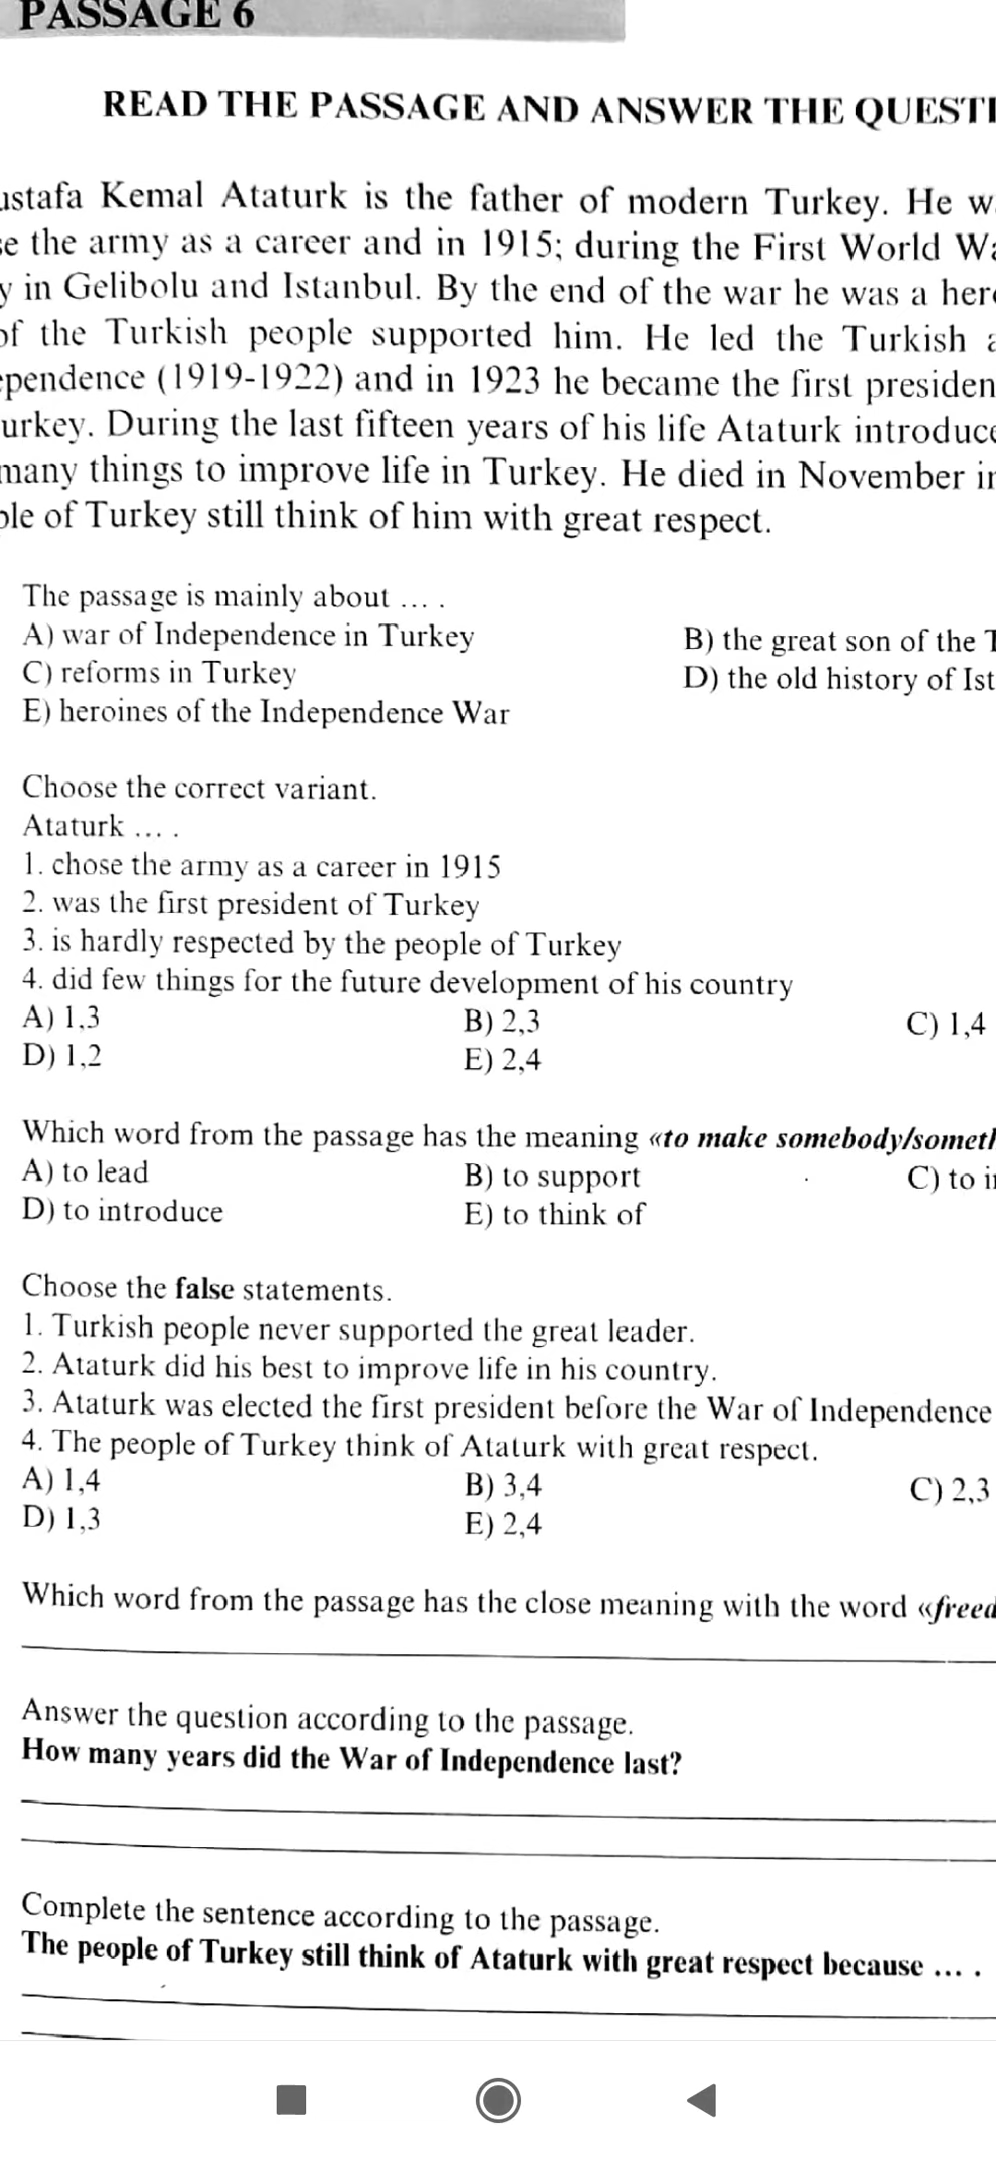 PASSAGE 6
READ THE PASSAGE AND ANSWER THE
Kemal Ataturk is the father of modern Turkey. He
the army as a career and in 1915; during the First World
in Gelibolu and Istanbul. By the end of the war he was a
of the Turkish people supported him. He led the Turkish
(1919-1922) and in 1923 he became the first
During the last fifteen years of his life Ataturk
many things to improve life in Turkey. He died in November
of Turkey still think of him with great respect.
The passage is mainly about ... .
A) war of Independence in Turkey B) the great son of the
C) reforms in Turkey D) the old history of
E) heroines of the Independence War
Choose the correct variant.
Ataturk ... .
1. chose the army as a career in 1915
2. was the first president of Turkey
3. is hardly respected by the people of Turkey
4. did few things for the future development of his country
A) 1,3 B) 2,3 C) 1,4
D) 1,2 E) 2,4
Which word from the passage has the meaning «to make
A) to lead B) to support C) to
D) to introduce E) to think of
Choose the false statements.
1. Turkish people never supported the great leader.
2. Ataturk did his best to improve life in his country.
3. Ataturk was elected the first president before the War of Independence
4. The people of Turkey think of Ataturk with great respect.
A) 1,4 B) 3,4 C) 2,3
D) 1,3 E) 2,4
Which word from the passage has the close meaning with the word
Answer the question according to the passage.
How many years did the War of Independence last?
Complete the sentence according to the passage.
The people of Turkey still think of Ataturk with great respect because ... .